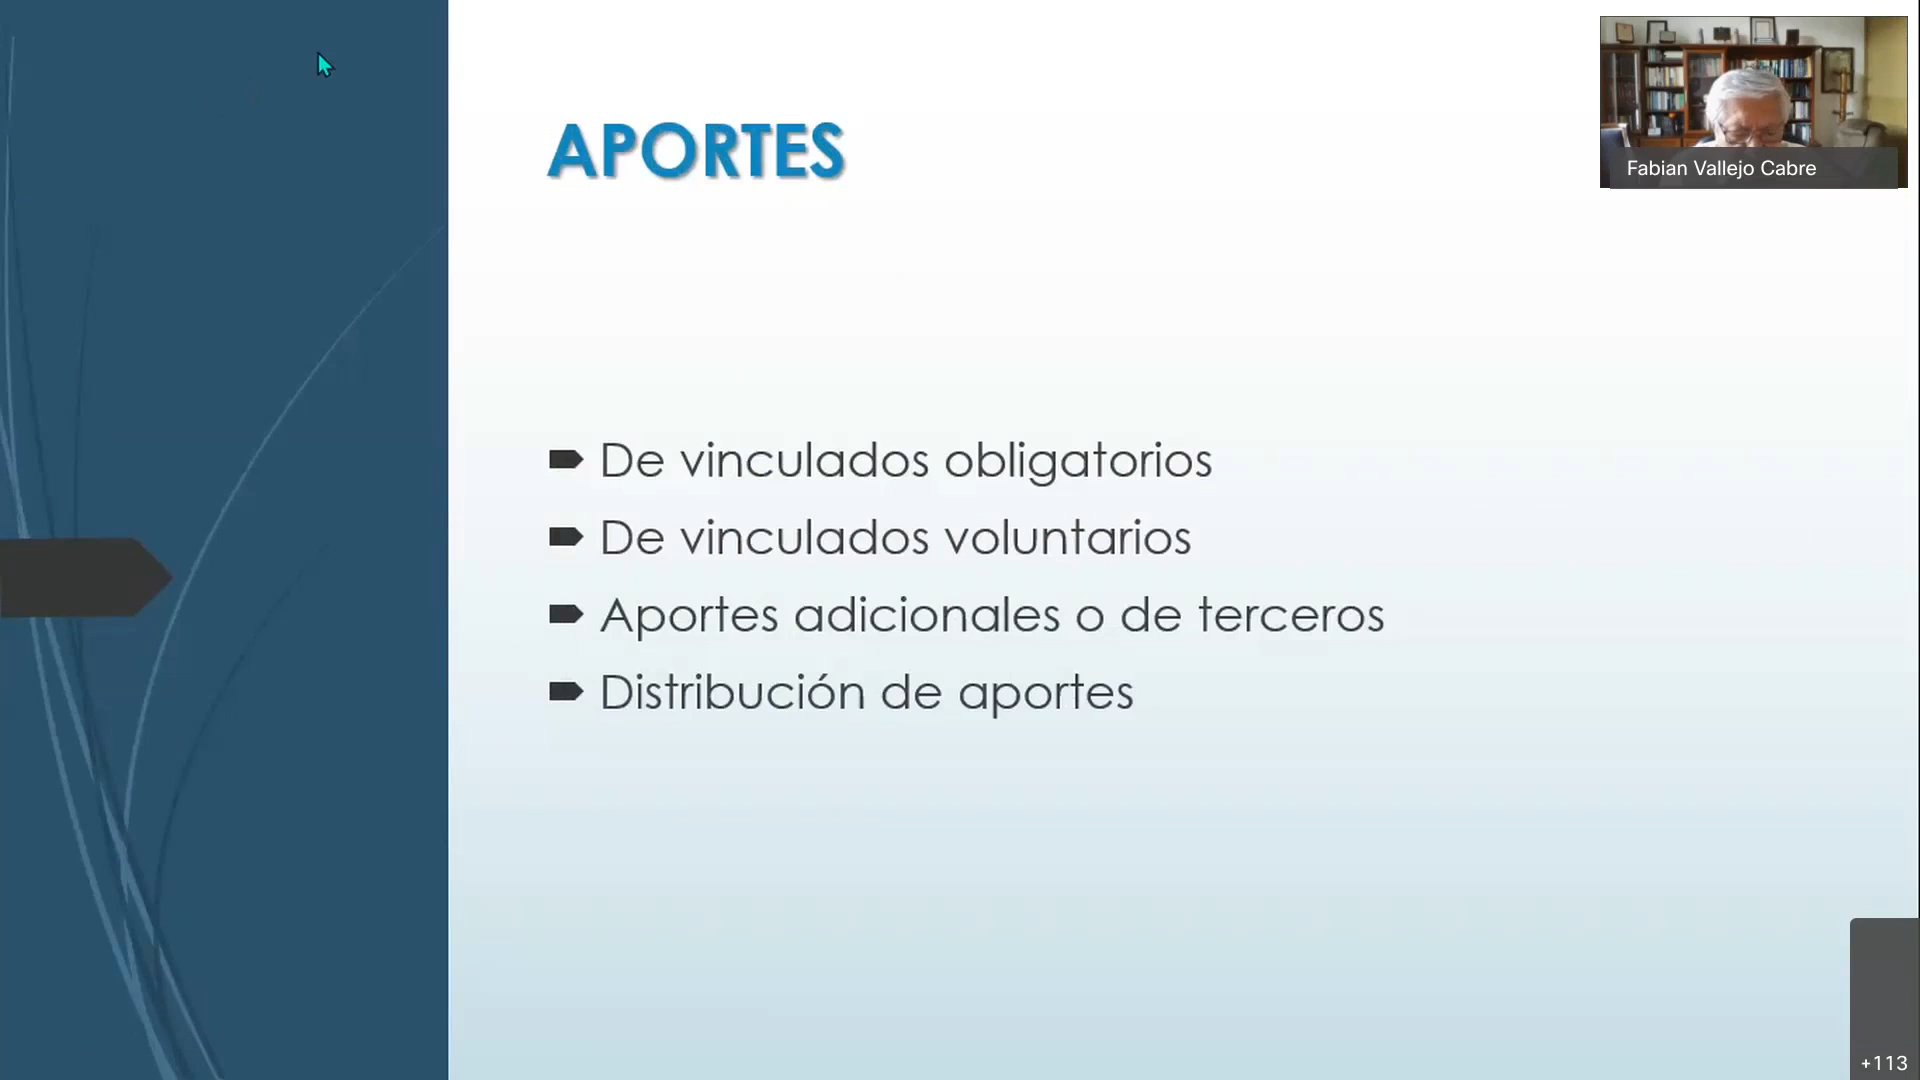 APORTES
Fabian Vallejo Cabre
De vinculados obligatorios
De vinculados voluntarios
Aportes adicionales o de terceros
Distribución de aportes
+113